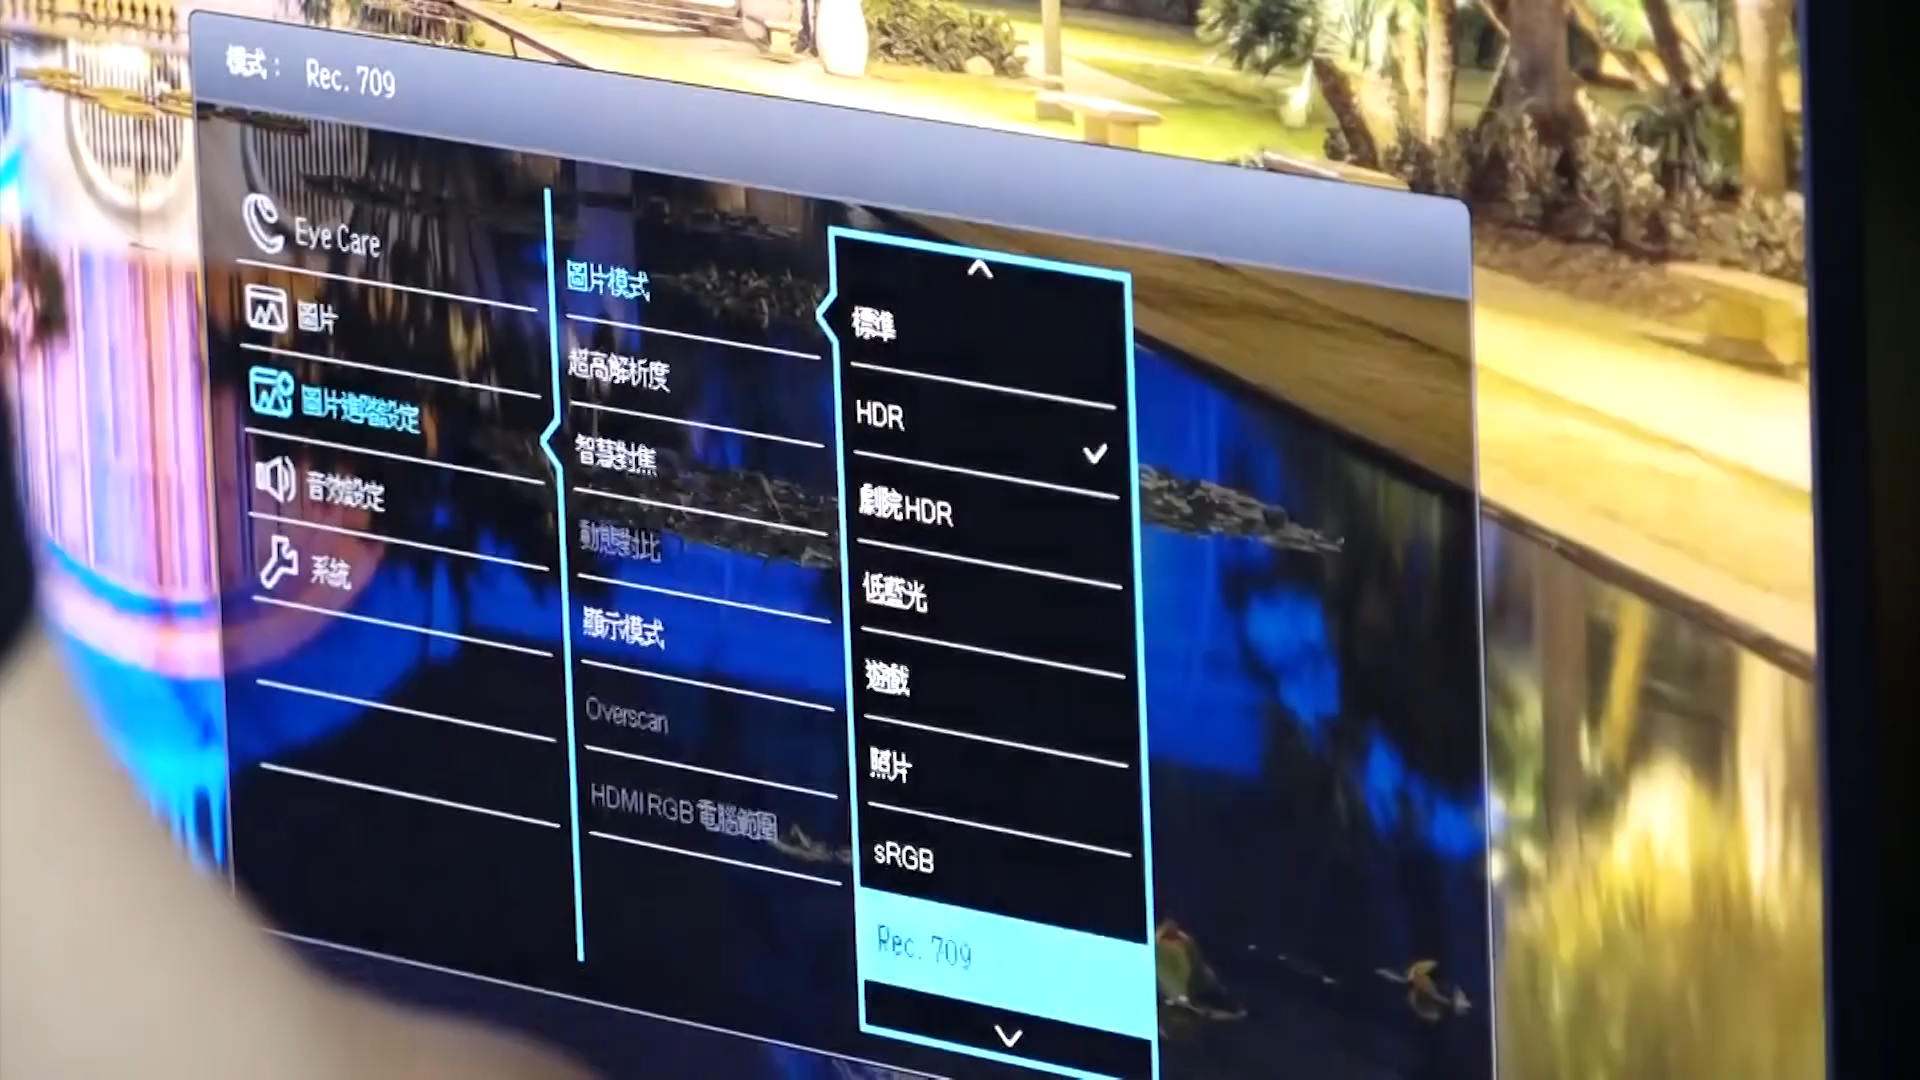 模式： Rec. 709
Eye Care
圖片
圖片進階設定
音效設定
系統
圖片模式
超高解析度
智慧對焦
動態對比
顯示模式
Overscan
HDMI RGB 電腦範圍
標準
HDR
劇院HDR
低藍光
遊戲
照片
sRGB
Rec. 709